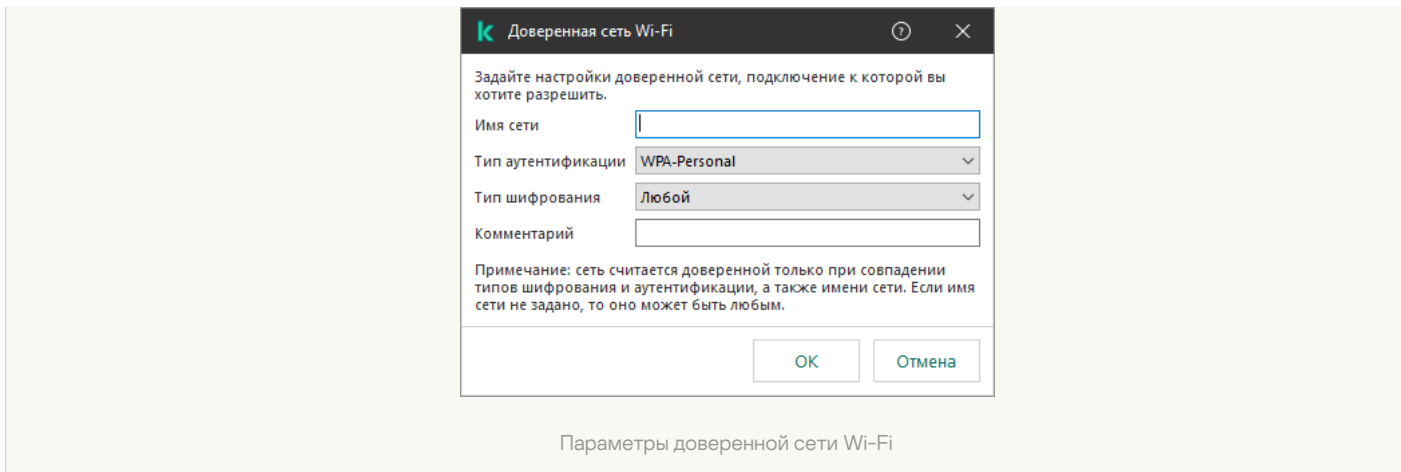 Доверенная сеть Wi-Fi
Задайте настройки доверенной сети, подключение к которой вы
хотите разрешить.
Имя сети
Тип аутентификации WPA-Personal
Тип шифрования Любой
Комментарий
Примечание: сеть считается доверенной только при совпадении
типов шифрования и аутентификации, а также имени сети. Если имя
сети не задано, то оно может быть любым.
ОК Отмена
Параметры доверенной сети Wi-Fi